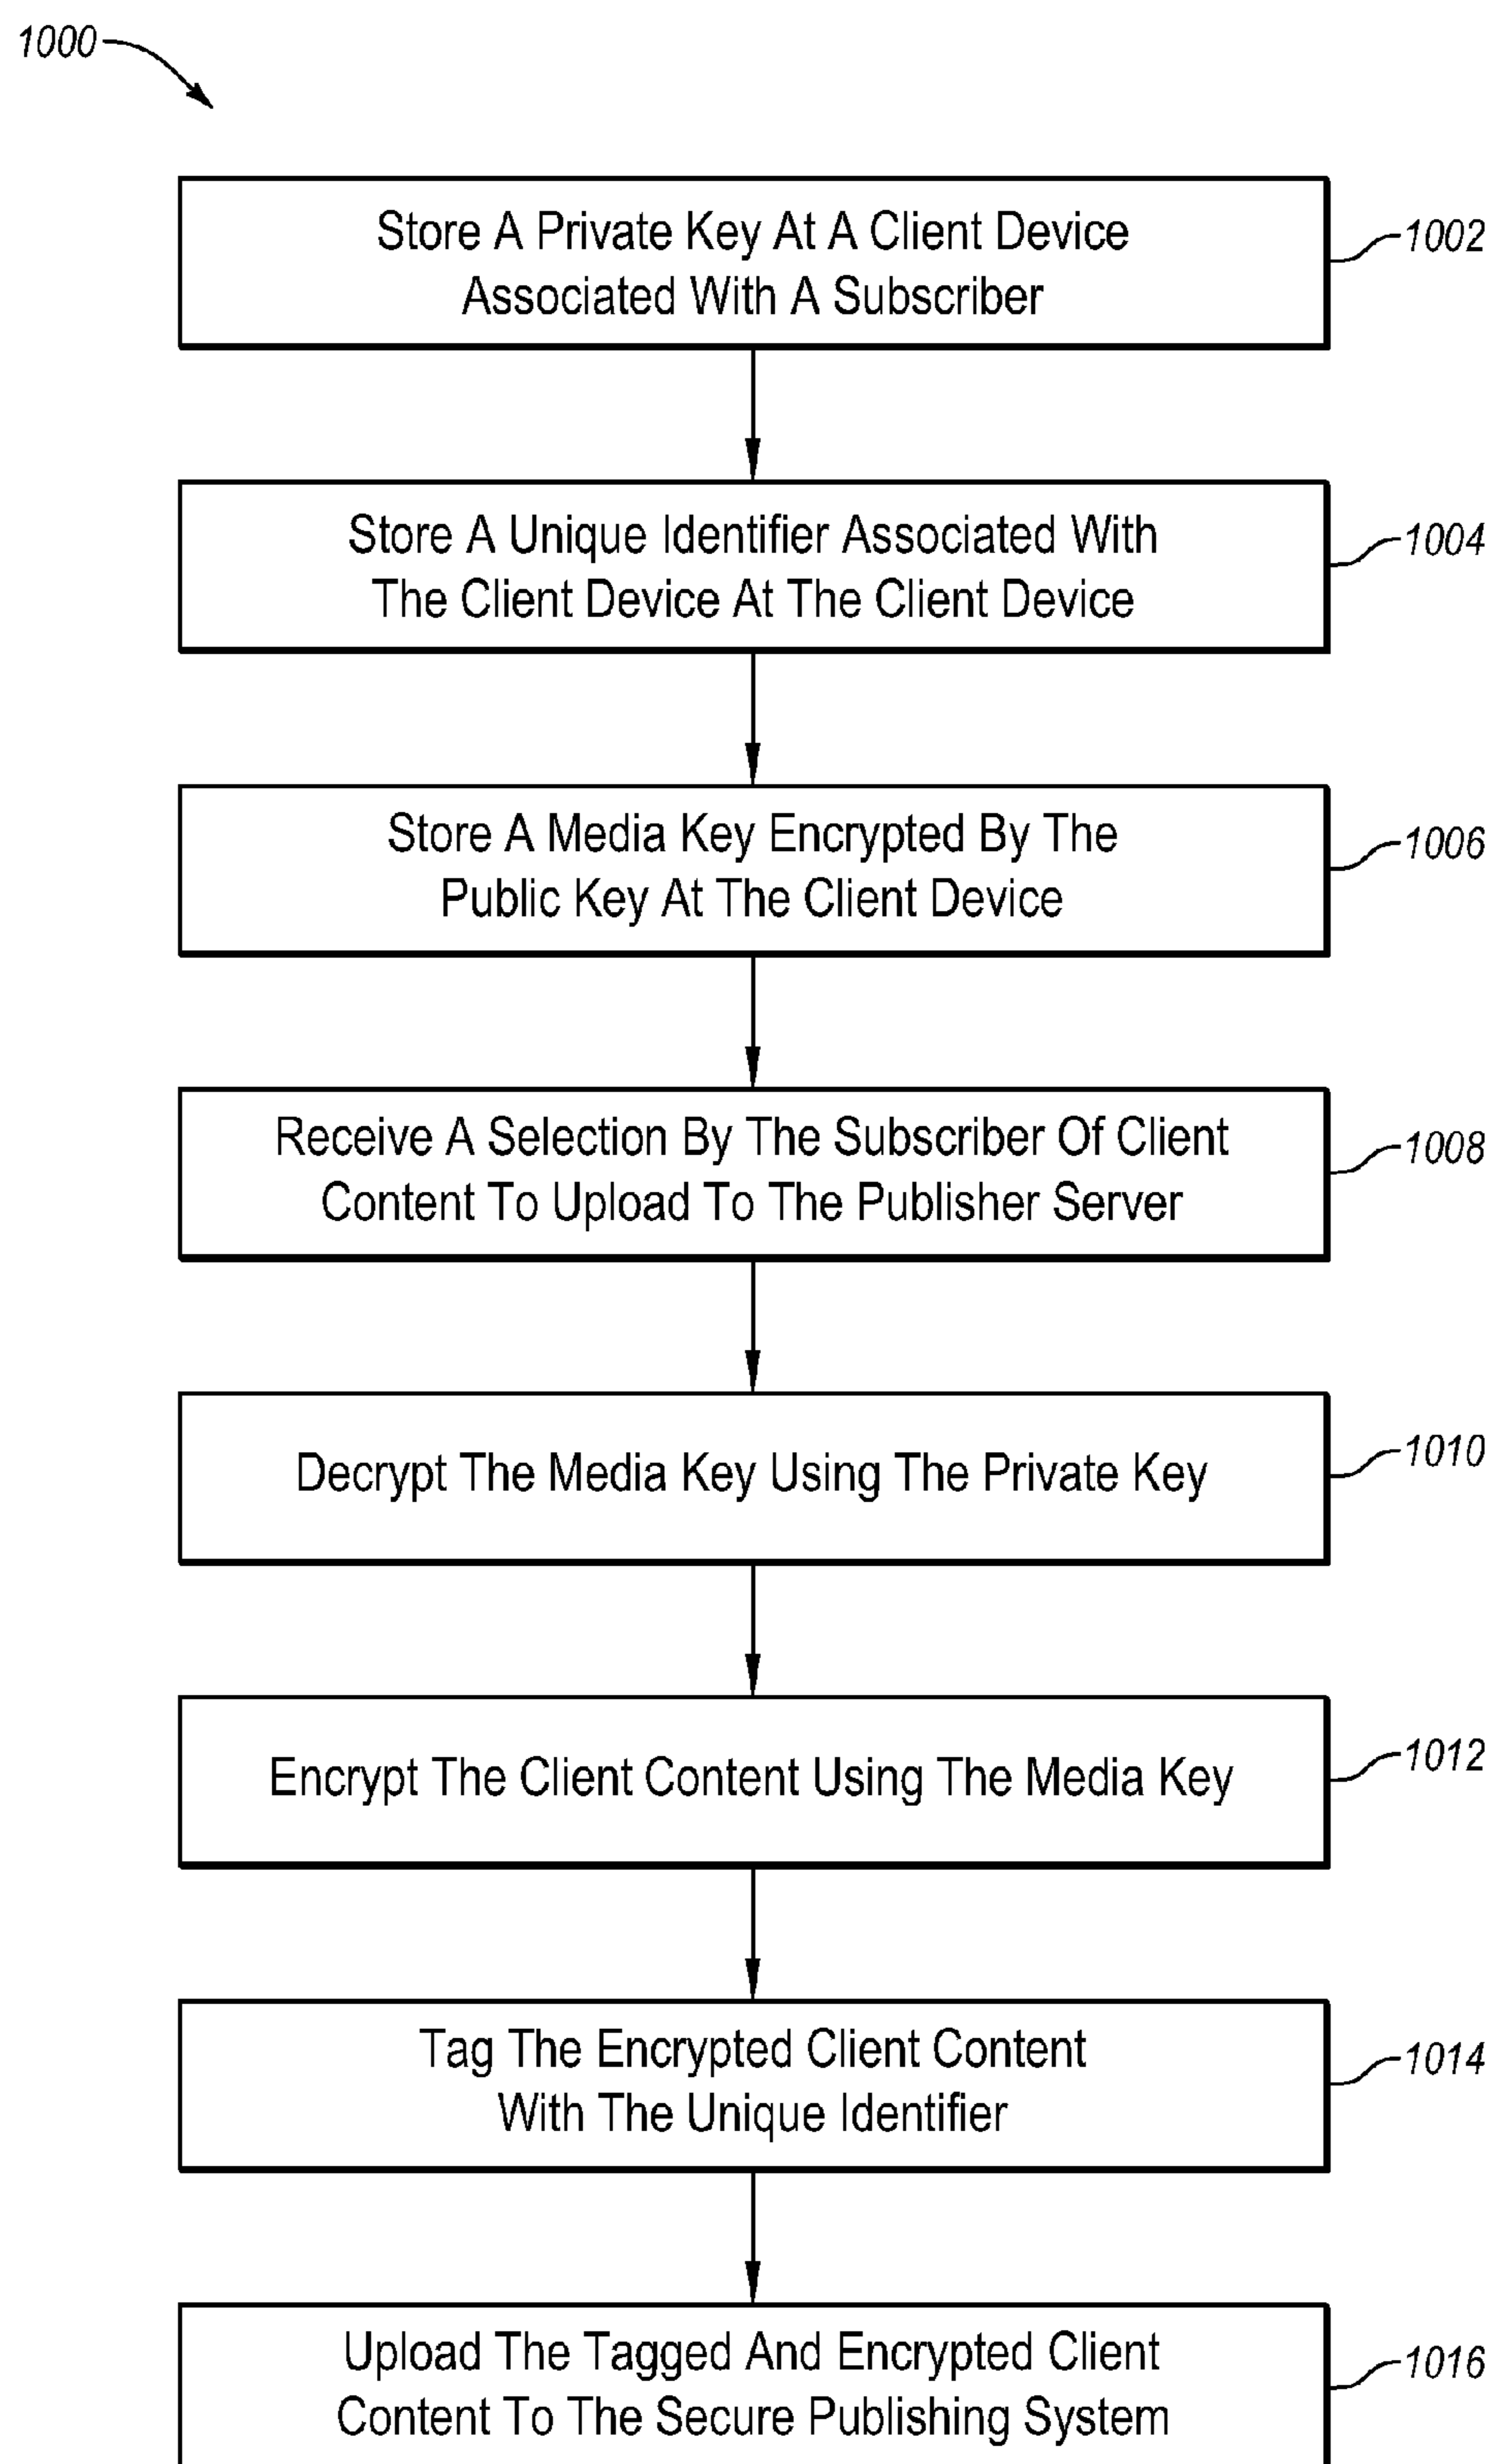 1000
Store A Private Key At A Client Device
Associated With A Subscriber
1002
Store A Unique Identifier Associated With
The Client Device At The Client Device
1004
Store A Media Key Encrypted By The
Public Key At The Client Device
1006
Receive A Selection By The Subscriber Of Client
Content To Upload To The Publisher Server
1008
Decrypt The Media Key Using The Private Key
1010
Encrypt The Client Content Using The Media Key
1012
Tag The Encrypted Client Content
With The Unique Identifier
1014
Upload The Tagged And Encrypted Client
Content To The Secure Publishing System
1016